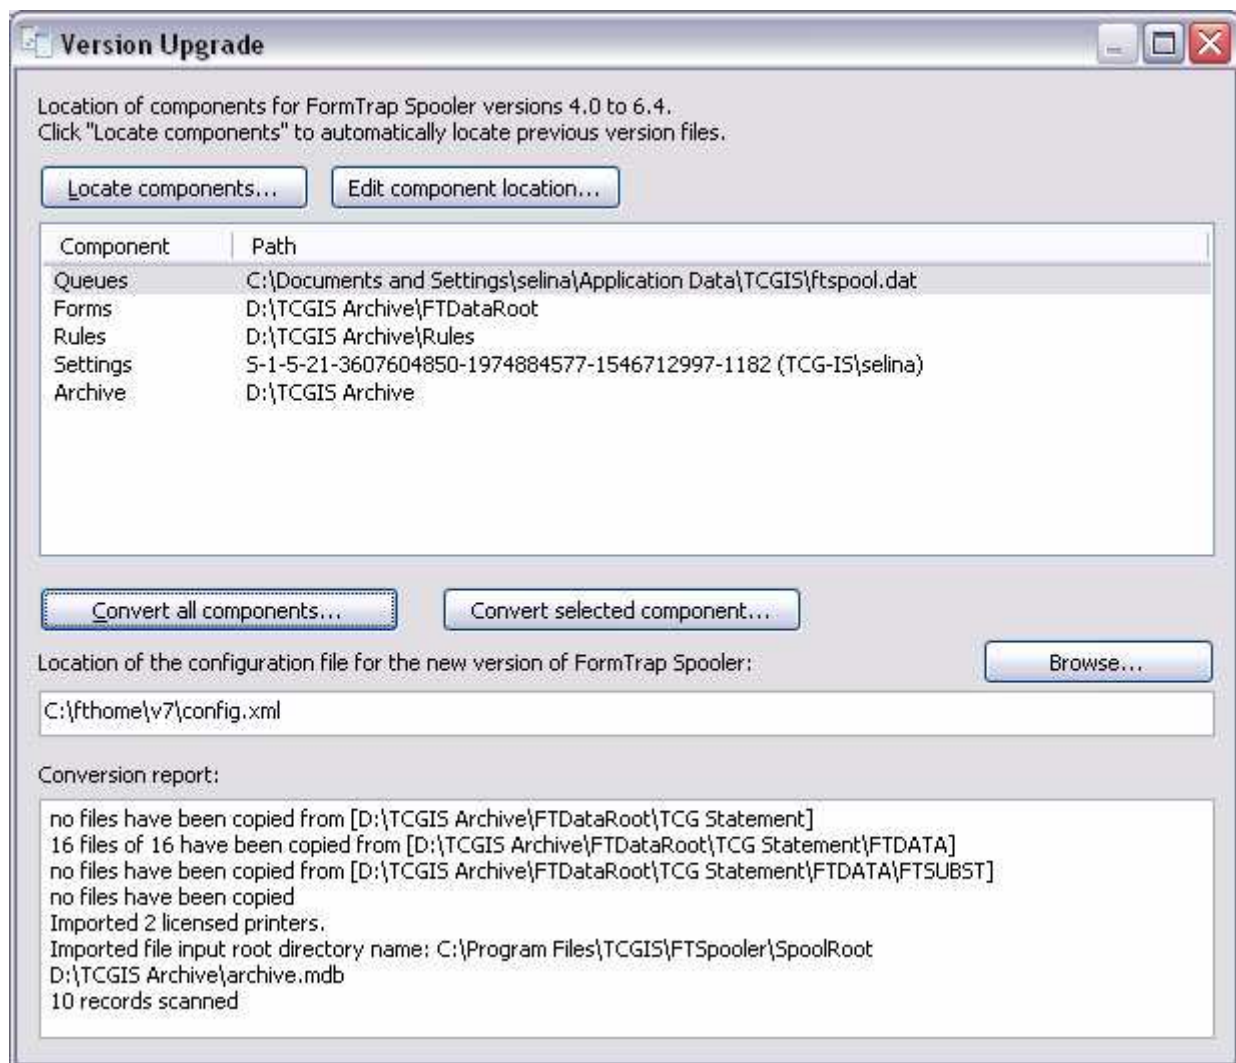 Version Upgrade
Location of components for FormTrap Spooler versions 4.0 to 6.4.
Click "Locate components" to automatically locate previous version files.
Locate components... Edit component location...
Component Path
Queues C:\Documents and Settings\selina\Application Data\TCGIS\ftspool.dat
Forms D:\TCGIS Archive\FTDataRoot
Rules D:\TCGIS Archive\Rules
Settings S-1-5-21-3607604850-1974884577-1546712997-1182 (TCG-IS\selina)
Archive D:\TCGIS Archive
Convert all components... Convert selected component...
Location of the configuration file for the new version of FormTrap Spooler: Browse...
C:\fthome\v7\config.xml
Conversion report:
no files have been copied from [D:\TCGIS Archive\FTDataRoot\TCG Statement]
16 files of 16 have been copied from [D:\TCGIS Archive\FTDataRoot\TCG Statement\FTDATA]
no files have been copied from [D:\TCGIS Archive\FTDataRoot\TCG Statement\FTDATA\FTSUBST]
no files have been copied
Imported 2 licensed printers.
Imported file input root directory name: C:\Program Files\TCGIS\FTSpooler\SpoolRoot
D:\TCGIS Archive\archive.mdb
10 records scanned